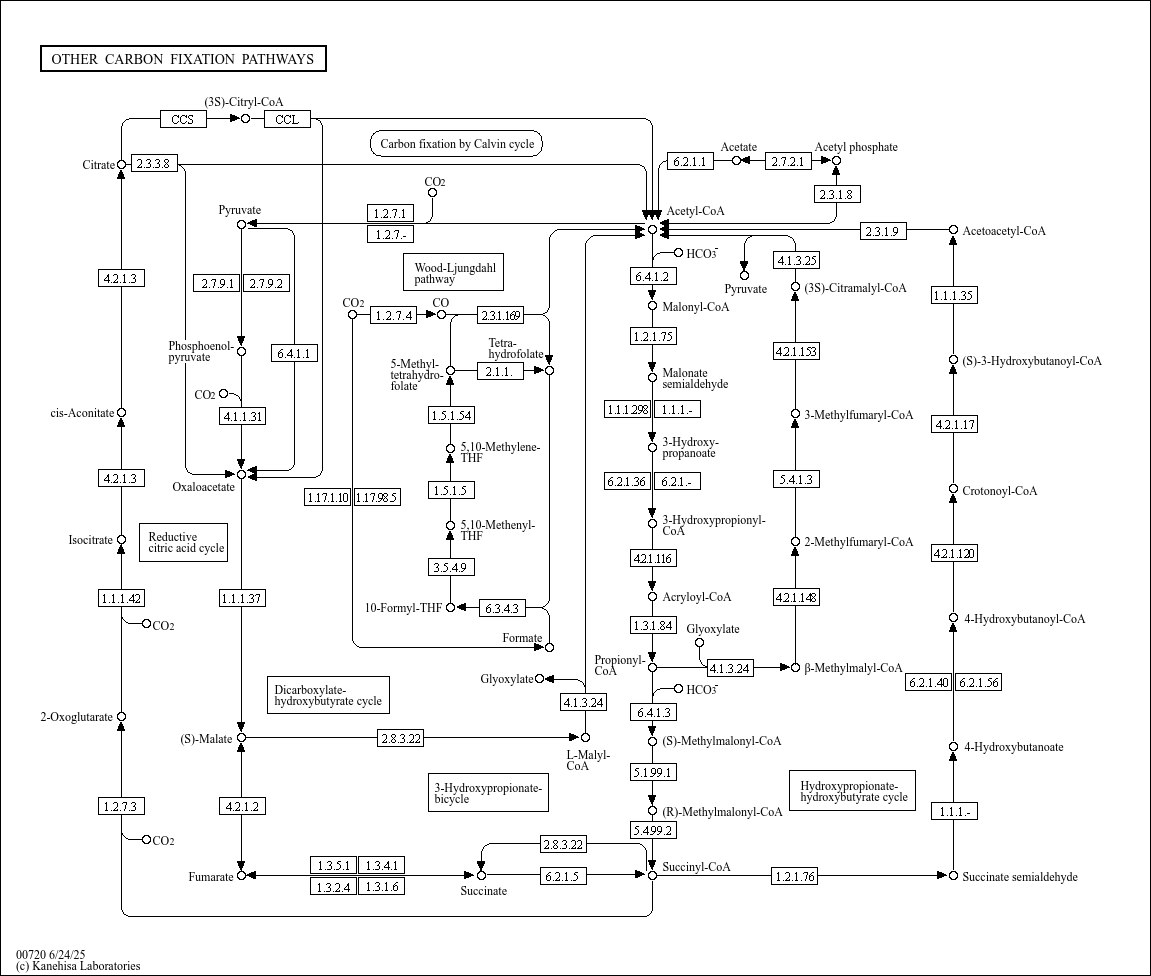 OTHER CARBON FIXATION PATHWAYS
(3S)-Citryl-CoA
CCS
CCL
Carbon fixation by Calvin cycle
Citrate
2.3.3.8
Acetate
Acetyl phosphate
6.2.1.1
2.7.2.1
CO2
2.3.1.8
Pyruvate
1.2.7.1
1.2.7.-
Acetyl-CoA
2.3.1.9
Acetoacetyl-CoA
HCO3-
4.2.1.3
2.7.9.1
2.7.9.2
Wood-Ljungdahl
pathway
6.4.1.2
4.1.3.25
Pyruvate
(3S)-Citramalyl-CoA
1.1.1.35
CO2
1.2.7.4
CO
2.3.1.169
Malonyl-CoA
1.2.1.75
Phosphoenol-
pyruvate
6.4.1.1
Tetra-
hydrofolate
4.2.1.153
(S)-3-Hydroxybutanoyl-CoA
5-Methyl-
tetrahydro-
folate
2.1.1.
Malonate
semialdehyde
CO2
cis-Aconitate
4.1.1.31
1.5.1.54
1.1.1.298
1.1.1.-
3-Methylfumaryl-CoA
4.2.1.17
5,10-Methylene-
THF
3-Hydroxy-
propanoate
4.2.1.3
Oxaloacetate
1.17.1.10
1.17.98.5
1.5.1.5
6.2.1.36
6.2.1.-
5.4.1.3
Crotonoyl-CoA
Isocitrate
Reductive
citric acid cycle
5,10-Methenyl-
THF
3-Hydroxypropionyl-
CoA
2-Methylfumaryl-CoA
3.5.4.9
4.2.1.116
4.2.1.120
1.1.1.42
1.1.1.37
10-Formyl-THF
6.3.4.3
Acryloyl-CoA
4.2.1.148
CO2
Formate
1.3.1.84
Glyoxylate
4-Hydroxybutanoyl-CoA
Propionyl-
CoA
4.1.3.24
β-Methylmalyl-CoA
Glyoxylate
HCO3-
6.2.1.40
6.2.1.56
Dicarboxylate-
hydroxybutyrate cycle
4.1.3.24
6.4.1.3
2-Oxoglutarate
(S)-Malate
2.8.3.22
L-Malyl-
CoA
(S)-Methylmalonyl-CoA
4-Hydroxybutanoate
5.1.99.1
3-Hydroxypropionate-
bicycle
Hydroxypropionate-
hydroxybutyrate cycle
1.2.7.3
4.2.1.2
(R)-Methylmalonyl-CoA
1.1.1.-
CO2
2.8.3.22
5.4.99.2
Fumarate
1.3.5.1
1.3.4.1
1.3.2.4
1.3.1.6
Succinate
6.2.1.5
Succinyl-CoA
1.2.1.76
Succinate semialdehyde
00720 6/24/25
(c) Kanehisa Laboratories